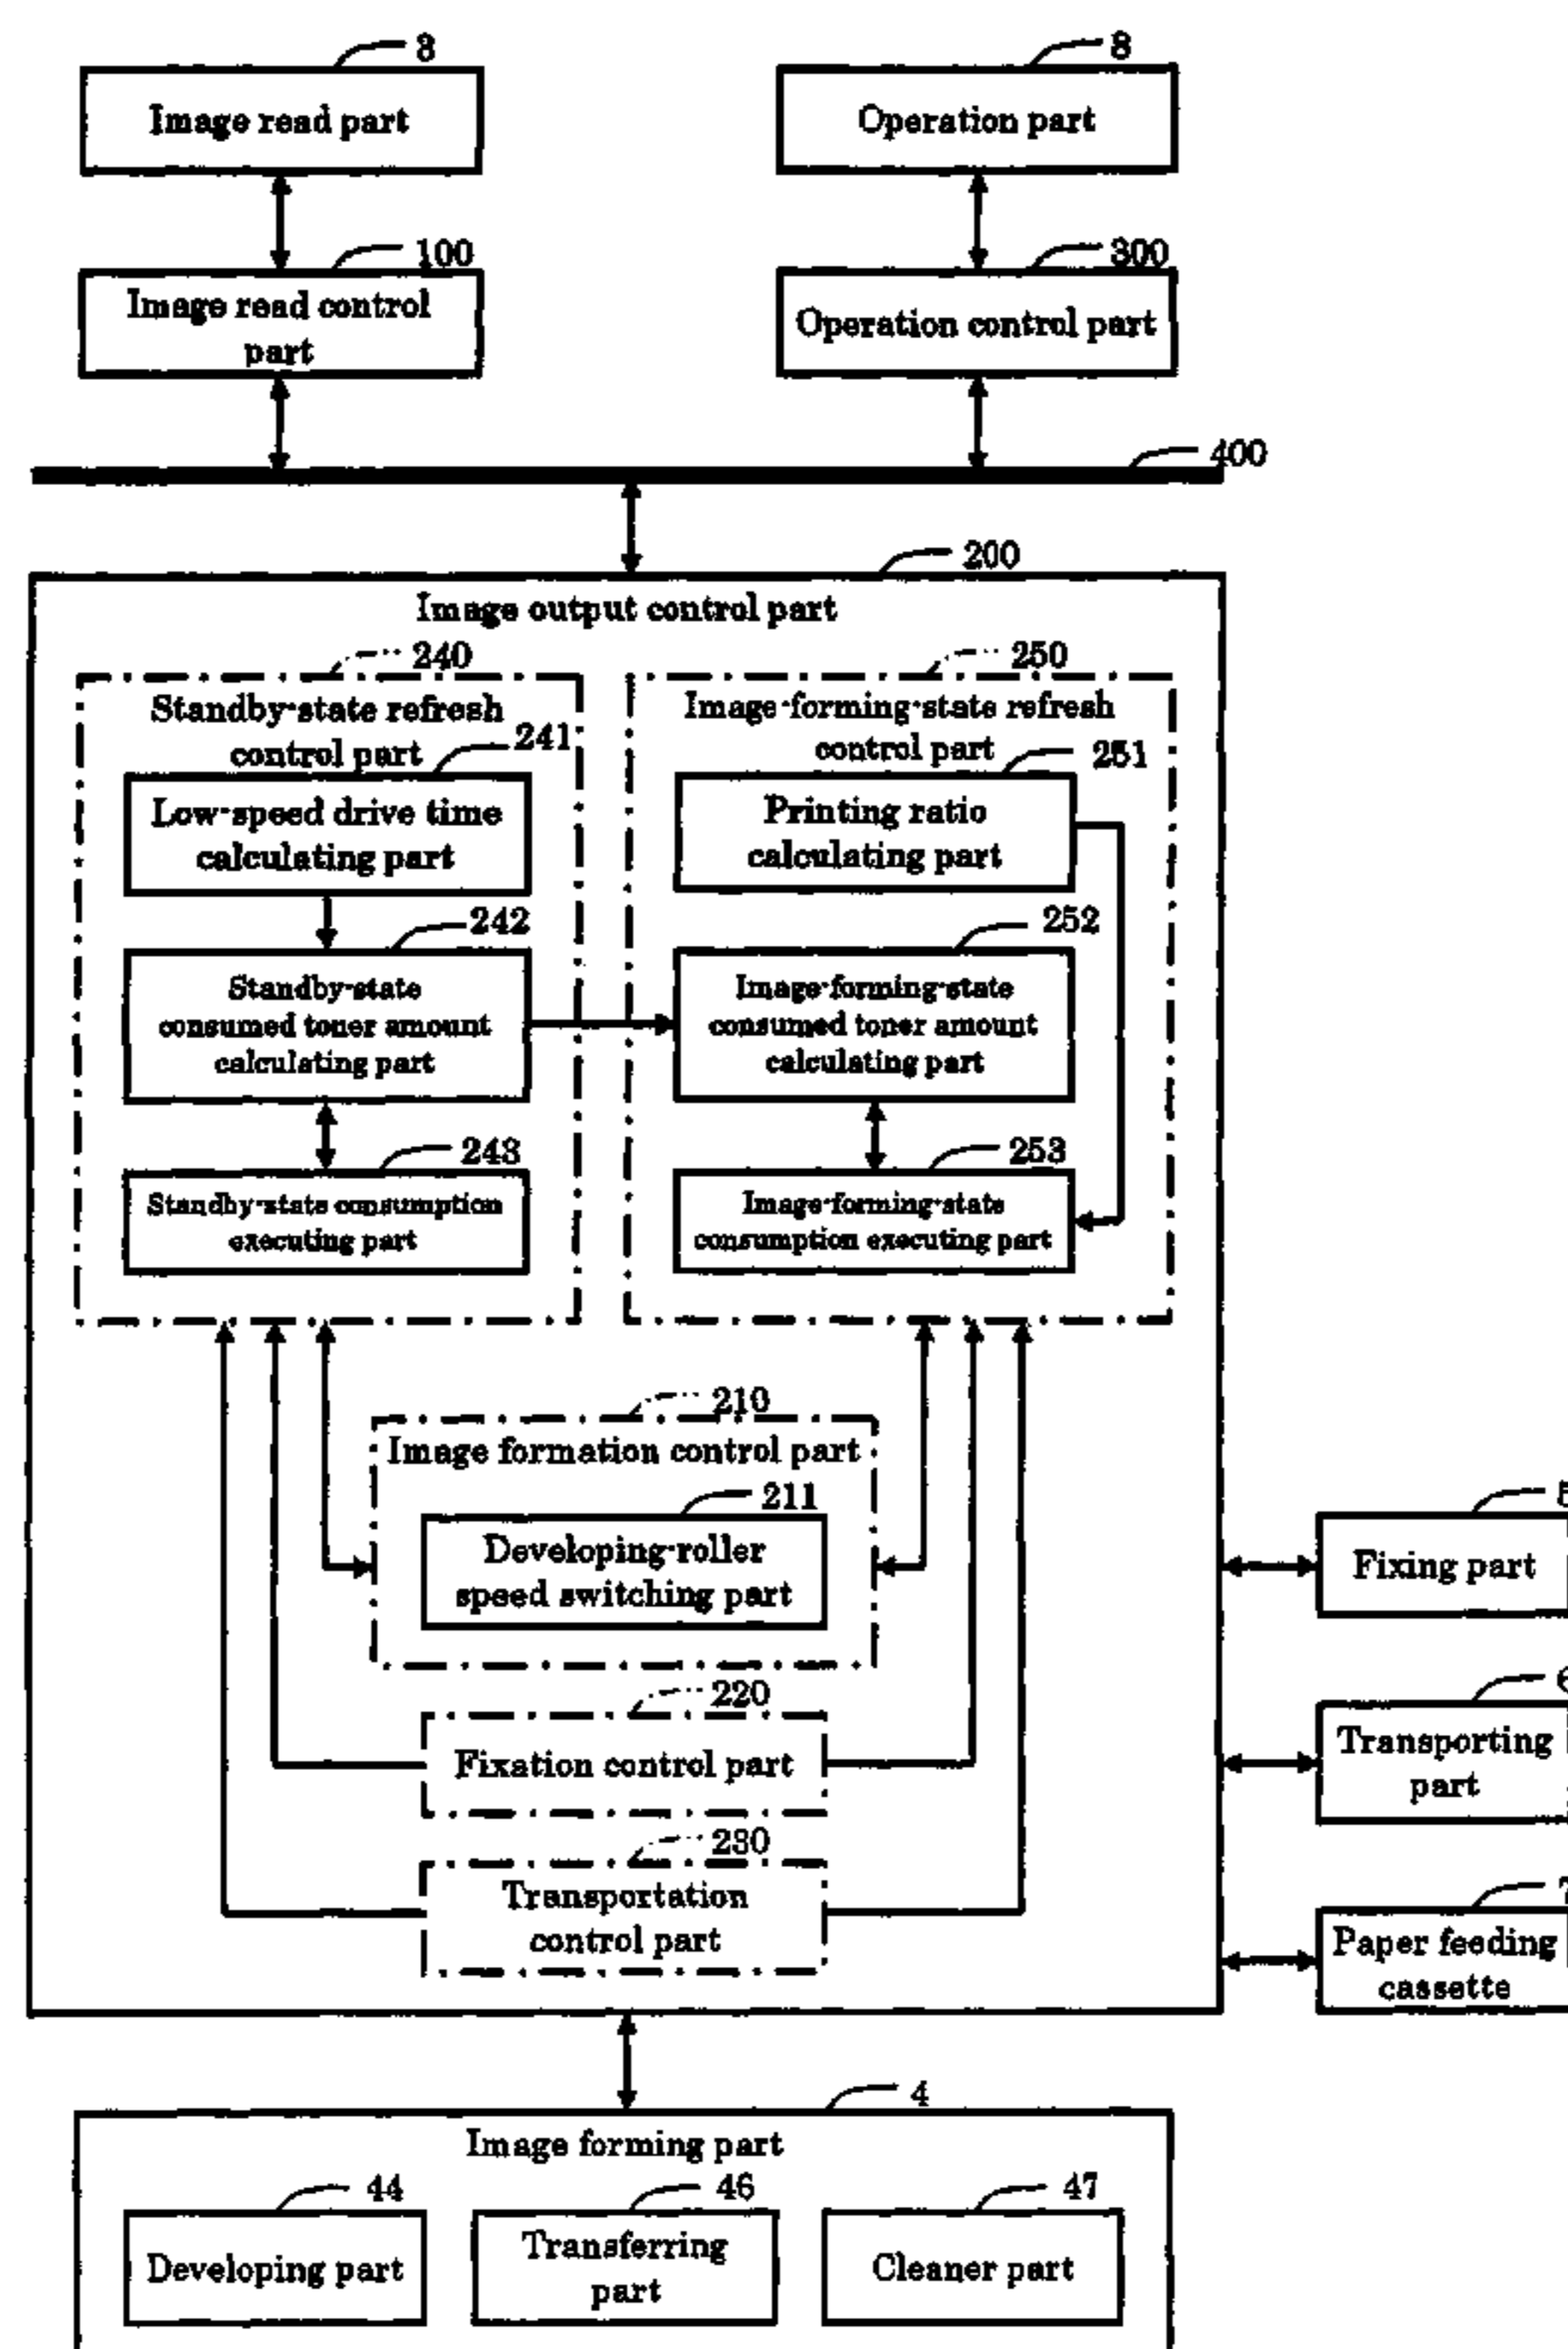 8
Image read part
8
Operation part
100
Image read control
part
300
Operation control part
400
200
Image output control part
240
Standby-state refresh
control part
241
Low-speed drive time
calculating part
242
Standby-state
consumed toner amount
calculating part
243
Standby-state consumption
executing part
250
Image-forming-state refresh
control part
251
Printing ratio
calculating part
252
Image-forming-state
consumed toner amount
calculating part
253
Image-forming-state
consumption executing part
210
Image formation control part
211
Developing-roller
speed switching part
220
Fixation control part
230
Transportation
control part
5
Fixing part
6
Transporting
part
7
Paper feeding
cassette
4
Image forming part
44
Developing part
46
Transferring
part
47
Cleaner part